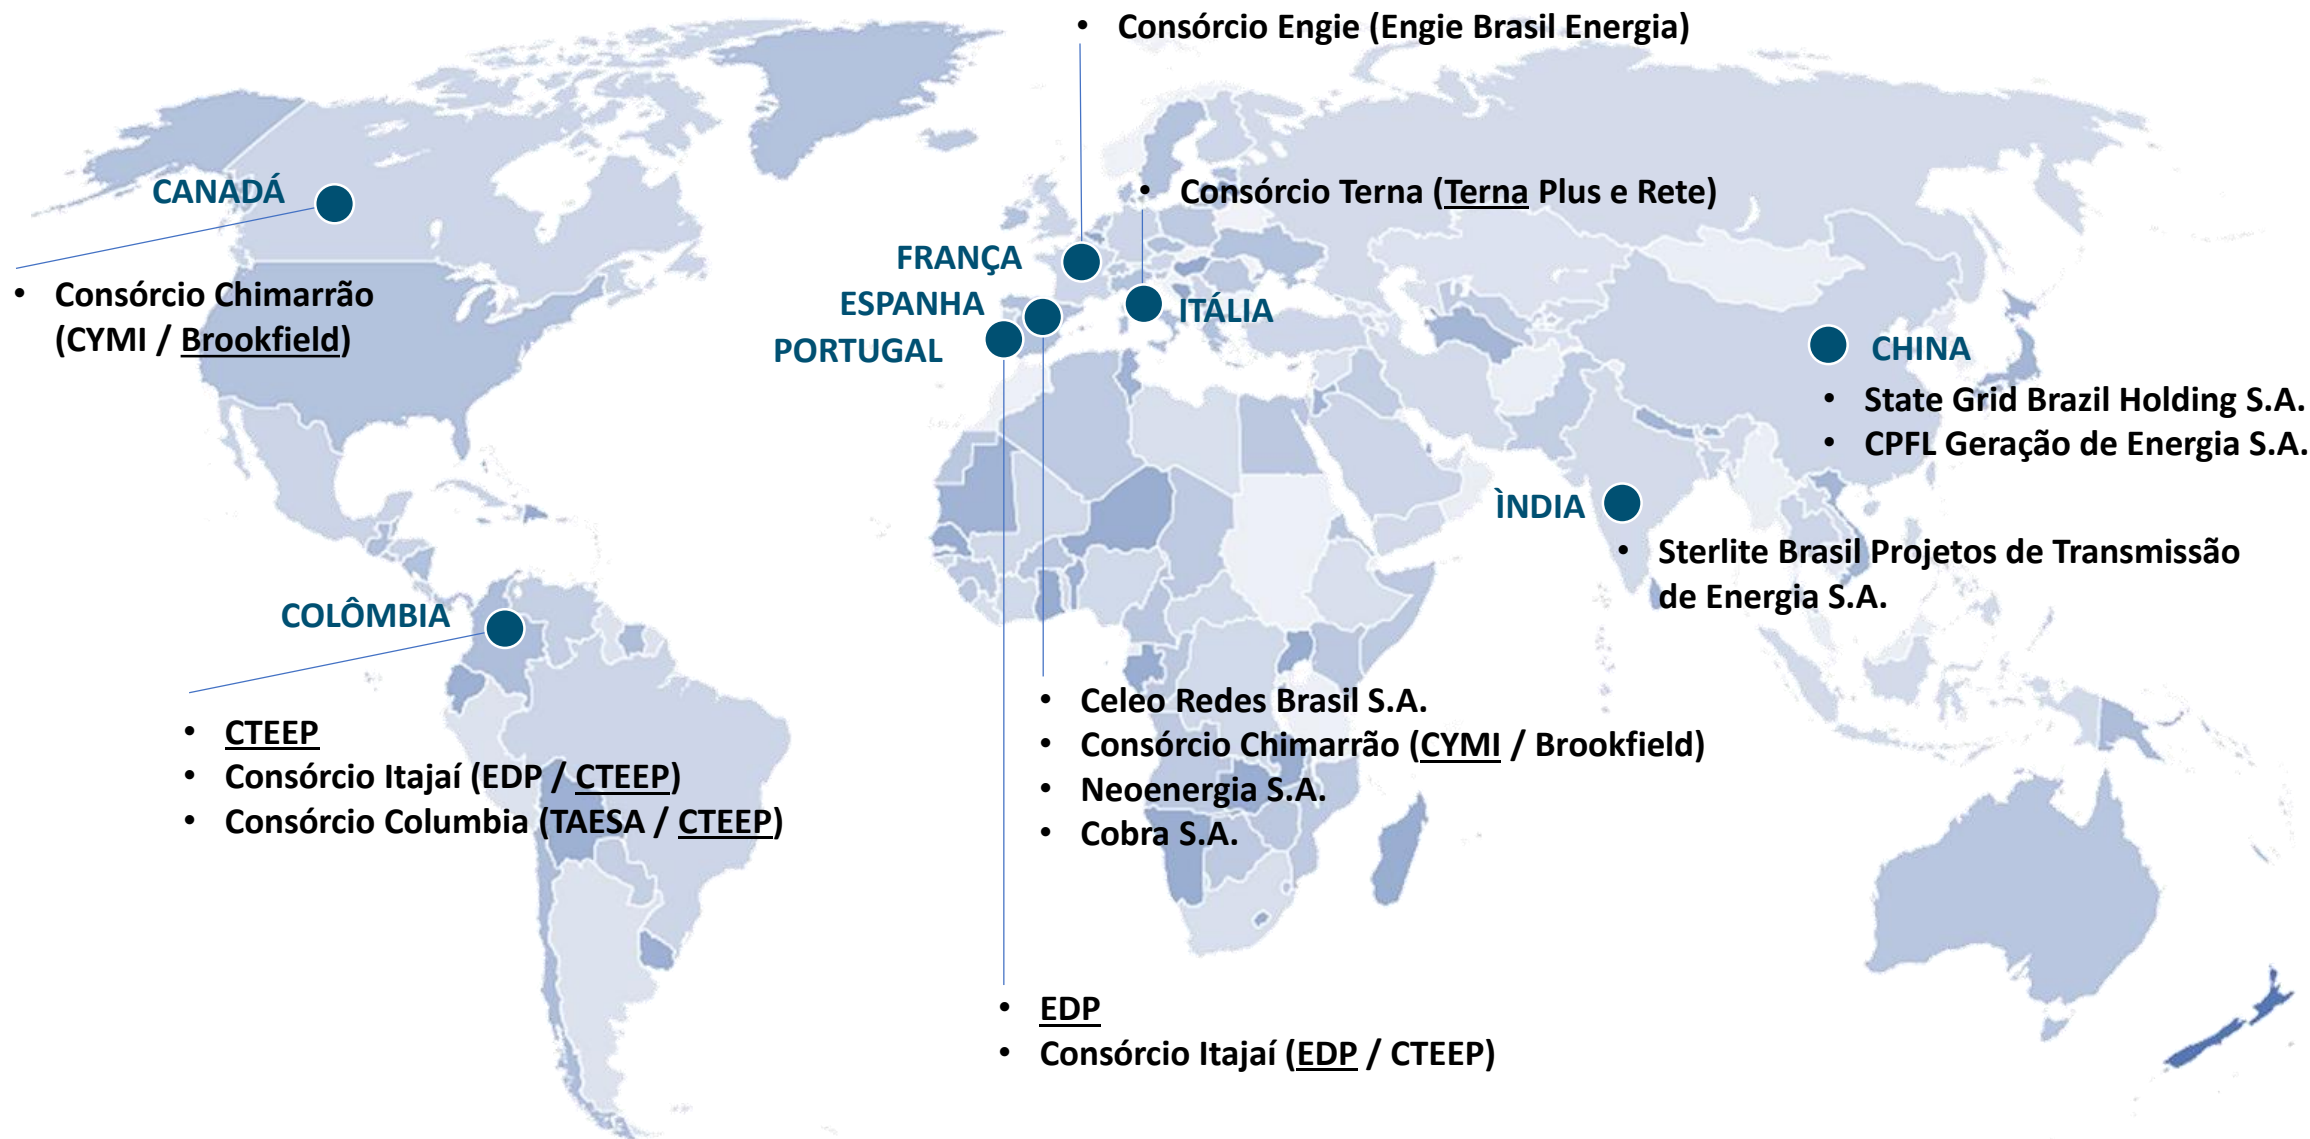 • Consórcio Engie (Engie Brasil Energia)
CANADÁ
• Consórcio Terna (Terna Plus e Rete)
FRANÇA
• Consórcio Chimarrão
(CYMI / Brookfield)
ESPANHA
ITÁLIA
PORTUGAL
CHINA
• State Grid Brazil Holding S.A.
• CPFL Geração de Energia S.A.
ÌNDIA
• Sterlite Brasil Projetos de Transmissão
de Energia S.A.
COLÔMBIA
• CTEEP
• Consórcio Itajaí (EDP / CTEEP)
• Consórcio Columbia (TAESA / CTEEP)
• Celeo Redes Brasil S.A.
• Consórcio Chimarrão (CYMI / Brookfield)
• Neoenergia S.A.
• Cobra S.A.
• EDP
• Consórcio Itajaí (EDP / CTEEP)